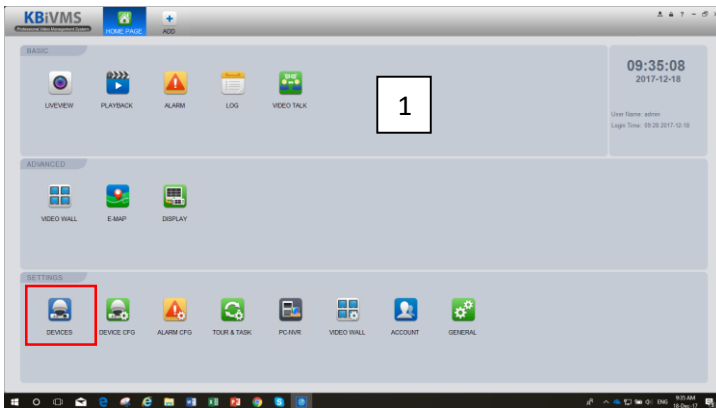 KBiVMS
Professional Video Management System
HOME PAGE
ADD
BASIC
LIVEVIEW
PLAYBACK
ALARM
LOG
VIDEO TALK
1
09:35:08
2017-12-18
User Name: admin
Login Time: 09:20 2017-12-18
ADVANCED
VIDEO WALL
E-MAP
DISPLAY
SETTINGS
DEVICES
DEVICE CFG
ALARM CFG
TOUR & TASK
PC-NVR
VIDEO WALL
ACCOUNT
GENERAL
ENG
9:35 AM
18-Dec-17